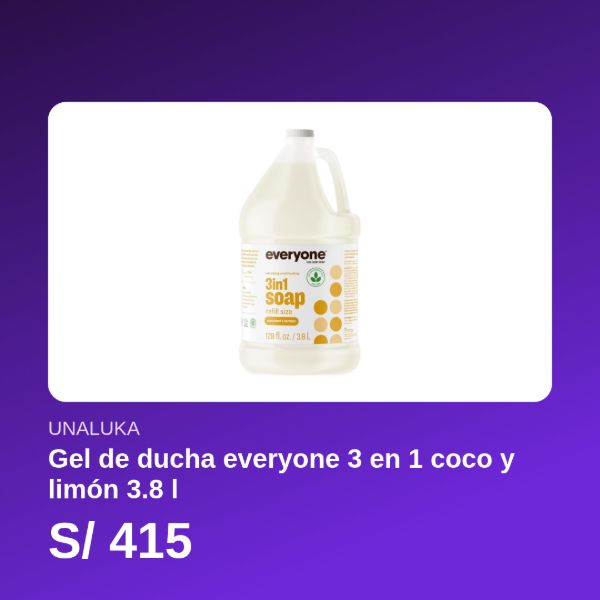 everyone
3in1
soap
refill size
128 fl. oz. / 3.8 L
UNALUKA
Gel de ducha everyone 3 en 1 coco y
limón 3.8 l
S/ 415